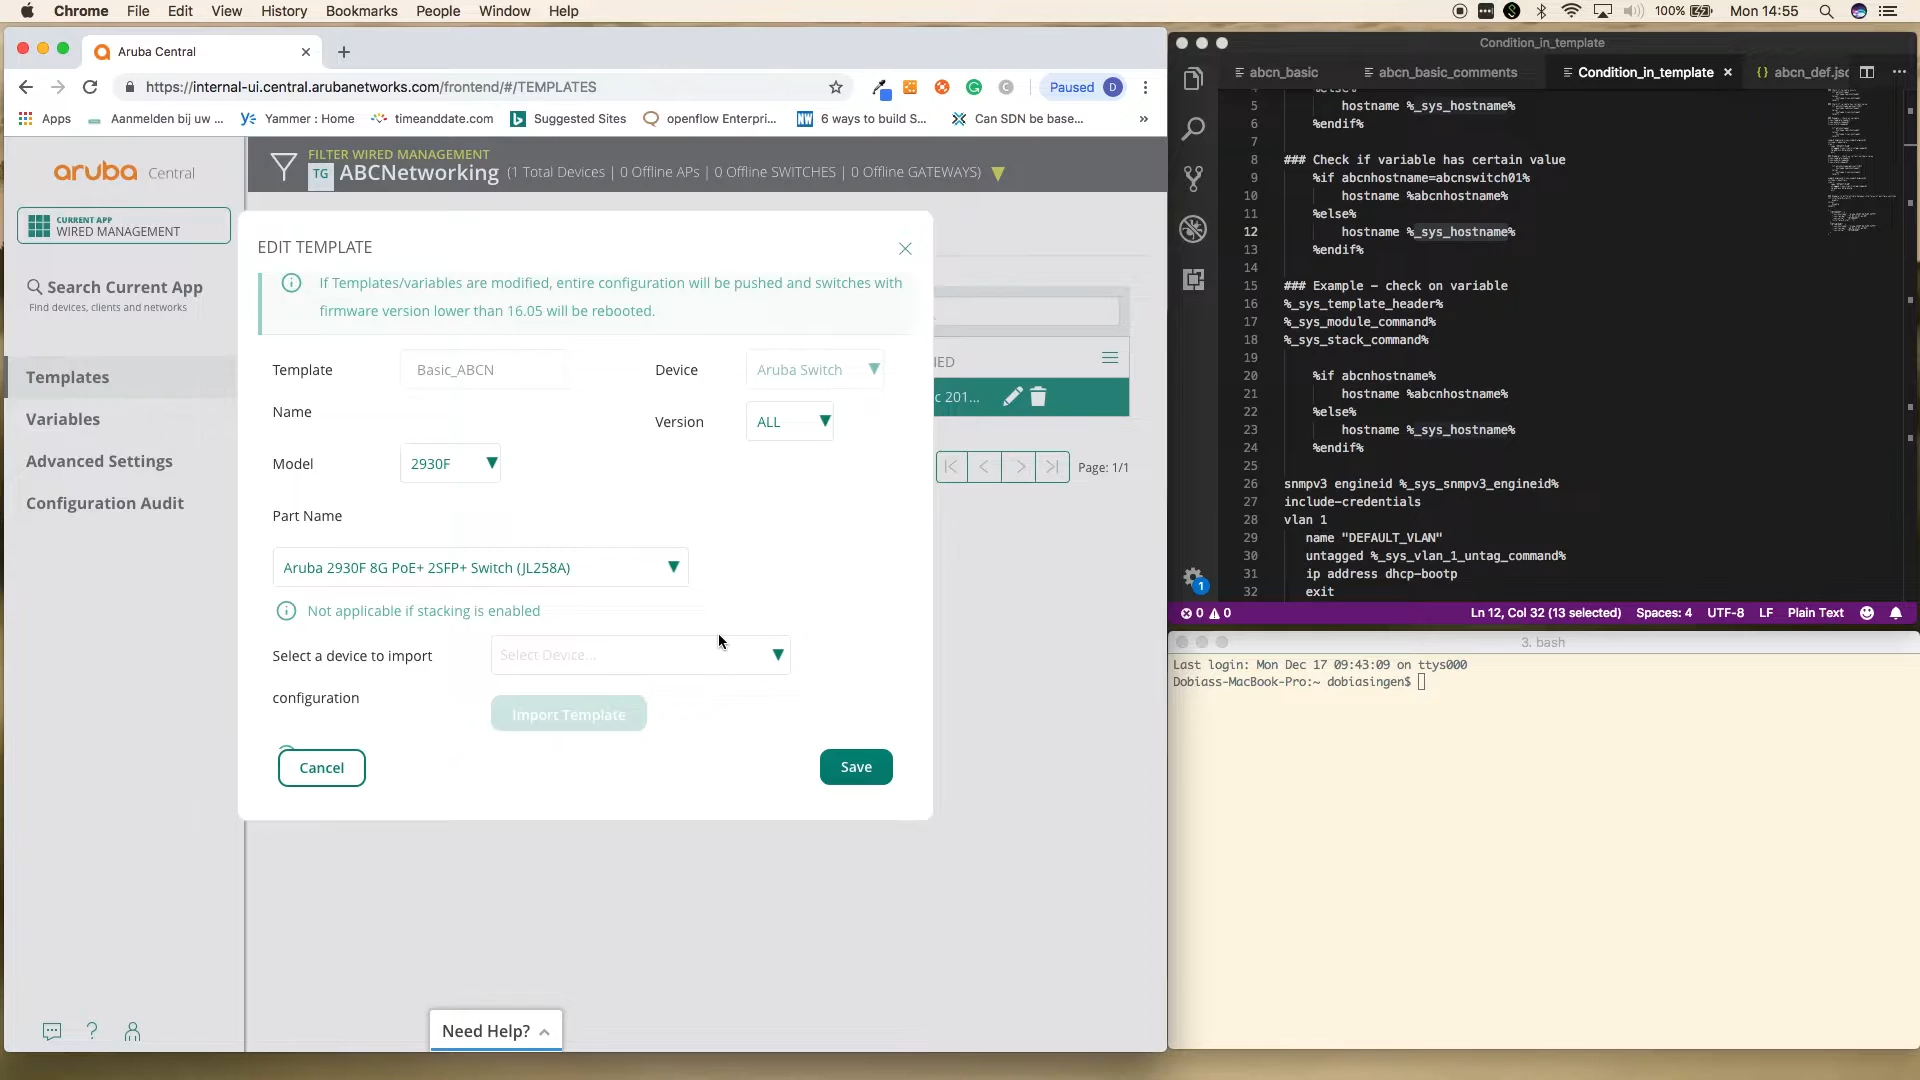 Chrome File Edit View History Bookmarks People Window Help
100% Mon 14:55
Aruba Central
https://internal-ui.central.arubanetworks.com/frontend/#/TEMPLATES
Paused D
Apps Aanmelden bij uw ... Yammer : Home timeanddate.com Suggested Sites openflow Enterpri... NW 6 ways to build S... Can SDN be base... »
aruba Central
CURRENT APP
WIRED MANAGEMENT
Search Current App
Find devices, clients and networks
Templates
Variables
Advanced Settings
Configuration Audit
FILTER WIRED MANAGEMENT
TG ABCNetworking (1 Total Devices | 0 Offline APs | 0 Offline SWITCHES | 0 Offline GATEWAYS)
EDIT TEMPLATE
If Templates/variables are modified, entire configuration will be pushed and switches with
firmware version lower than 16.05 will be rebooted.
Template Name
Basic_ABCN
Device
Aruba Switch
Version
ALL
Model
2930F
Part Name
Aruba 2930F 8G PoE+ 2SFP+ Switch (JL258A)
Not applicable if stacking is enabled
Select a device to import
configuration
Select Device...
Import Template
Cancel
Save
IED
c 201...
Page: 1/1
Need Help?
Condition_in_template
abcn_basic abcn_basic_comments Condition_in_template × {} abcn_def.jsc ...
5 hostname %_sys_hostname%
6 %endif%
7
8 ### Check if variable has certain value
9 %if abcnhostname=abcnswitch01%
10 hostname %abcnhostname%
11 %else%
12 hostname %_sys_hostname%
13 %endif%
14
15 ### Example - check on variable
16 %_sys_template_header%
17 %_sys_module_command%
18 %_sys_stack_command%
19
20 %if abcnhostname%
21 hostname %abcnhostname%
22 %else%
23 hostname %_sys_hostname%
24 %endif%
25
26 snmpv3 engineid %_sys_snmpv3_engineid%
27 include-credentials
28 vlan 1
29 name "DEFAULT_VLAN"
30 untagged %_sys_vlan_1_untag_command%
31 ip address dhcp-bootp
32 exit
1
0 0 Ln 12, Col 32 (13 selected) Spaces: 4 UTF-8 LF Plain Text
3. bash
Last login: Mon Dec 17 09:43:09 on ttys000
Dobiass-MacBook-Pro:~ dobiasingen$